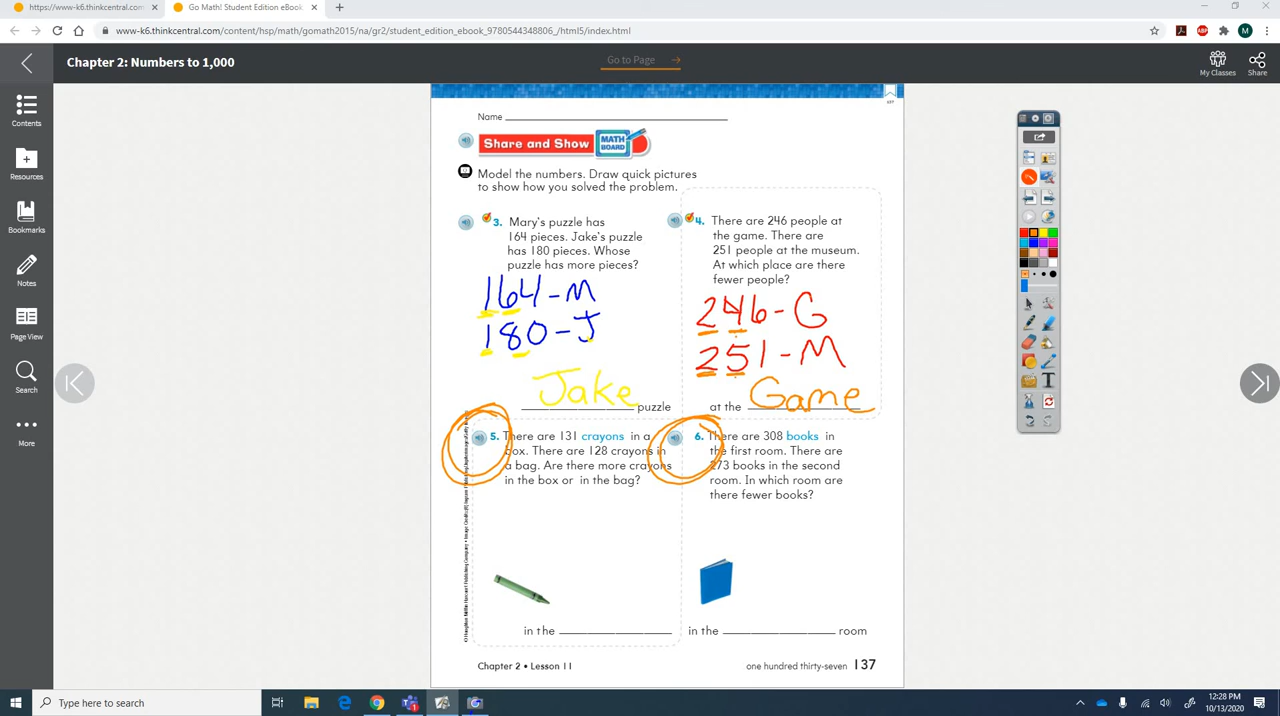 https://www-k6.thinkcentral.com/
Go Math! Student Edition eBook
www-k6.thinkcentral.com/content/hsp/math/gomath2015/na/gr2/student_edition_ebook_9780544348806_/html5/index.html
M
Chapter 2: Numbers to 1,000
Go to Page
My Classes
Share
Contents
Resources
Bookmarks
Notes
Page View
Search
More
Name
Share and Show
MATH BOARD
Model the numbers. Draw quick pictures
to show how you solved the problem.
3. Mary's puzzle has
164 pieces. Jake's puzzle
has 180 pieces. Whose
puzzle has more pieces?
164-M
180-J
Jake puzzle
4. There are 246 people at
the game. There are
251 people at the museum.
At which place are there
fewer people?
246-G
251-M
at the Game
5. There are 131 crayons in a
box. There are 128 crayons in
a bag. Are there more crayons
in the box or in the bag?
in the
6. There are 308 books in
the first room. There are
273 books in the second
room. In which room are
there fewer books?
in the room
Chapter 2 • Lesson 11
one hundred thirty-seven 137
T
Type here to search
12:28 PM
10/13/2020